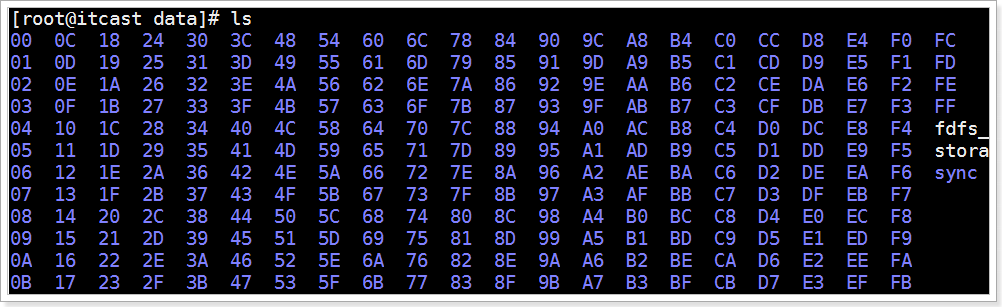 [root@itcast data]# ls
00 0C 18 24 30 3C 48 54 60 6C 78 84 90 9C A8 B4 C0 CC D8 E4 F0 FC
01 0D 19 25 31 3D 49 55 61 6D 79 85 91 9D A9 B5 C1 CD D9 E5 F1 FD
02 0E 1A 26 32 3E 4A 56 62 6E 7A 86 92 9E AA B6 C2 CE DA E6 F2 FE
03 0F 1B 27 33 3F 4B 57 63 6F 7B 87 93 9F AB B7 C3 CF DB E7 F3 FF
04 10 1C 28 34 40 4C 58 64 70 7C 88 94 A0 AC B8 C4 D0 DC E8 F4 fdfs_
05 11 1D 29 35 41 4D 59 65 71 7D 89 95 A1 AD B9 C5 D1 DD E9 F5 stora
06 12 1E 2A 36 42 4E 5A 66 72 7E 8A 96 A2 AE BA C6 D2 DE EA F6 sync
07 13 1F 2B 37 43 4F 5B 67 73 7F 8B 97 A3 AF BB C7 D3 DF EB F7
08 14 20 2C 38 44 50 5C 68 74 80 8C 98 A4 B0 BC C8 D4 E0 EC F8
09 15 21 2D 39 45 51 5D 69 75 81 8D 99 A5 B1 BD C9 D5 E1 ED F9
0A 16 22 2E 3A 46 52 5E 6A 76 82 8E 9A A6 B2 BE CA D6 E2 EE FA
0B 17 23 2F 3B 47 53 5F 6B 77 83 8F 9B A7 B3 BF CB D7 E3 EF FB